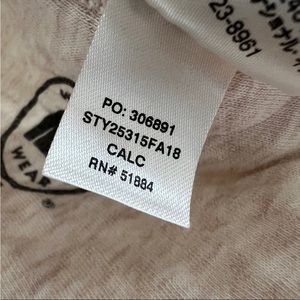 23-8961
PO: 306891
STY25315FA18
CALC
RN# 51884
WEAR
®